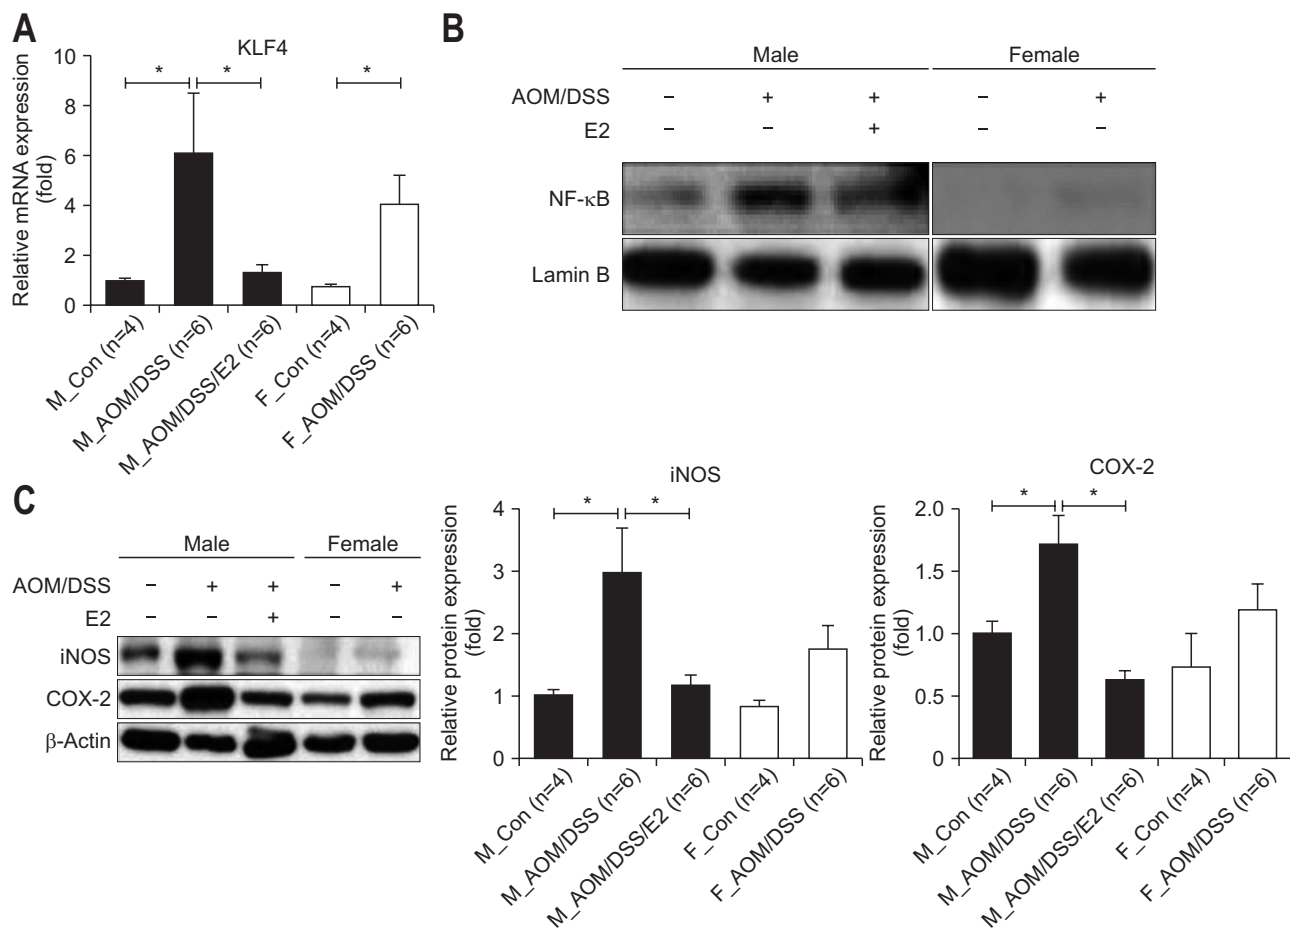 A
KLF4
Relative mRNA expression
(fold)
10
8
6
4
2
0
* * *
M_Con (n=4)
M_AOM/DSS (n=6)
M_AOM/DSS/E2 (n=6)
F_Con (n=4)
F_AOM/DSS (n=6)
B
Male Female
AOM/DSS − + + − +
E2 − − + − −
NF-κB
Lamin B
C
Male Female
AOM/DSS − + + − +
E2 − − + − −
iNOS
COX-2
β-Actin
iNOS
Relative protein expression
(fold)
4
3
2
1
0
* *
M_Con (n=4)
M_AOM/DSS (n=6)
M_AOM/DSS/E2 (n=6)
F_Con (n=4)
F_AOM/DSS (n=6)
COX-2
Relative protein expression
(fold)
2.0
1.5
1.0
0.5
0
* *
M_Con (n=4)
M_AOM/DSS (n=6)
M_AOM/DSS/E2 (n=6)
F_Con (n=4)
F_AOM/DSS (n=6)